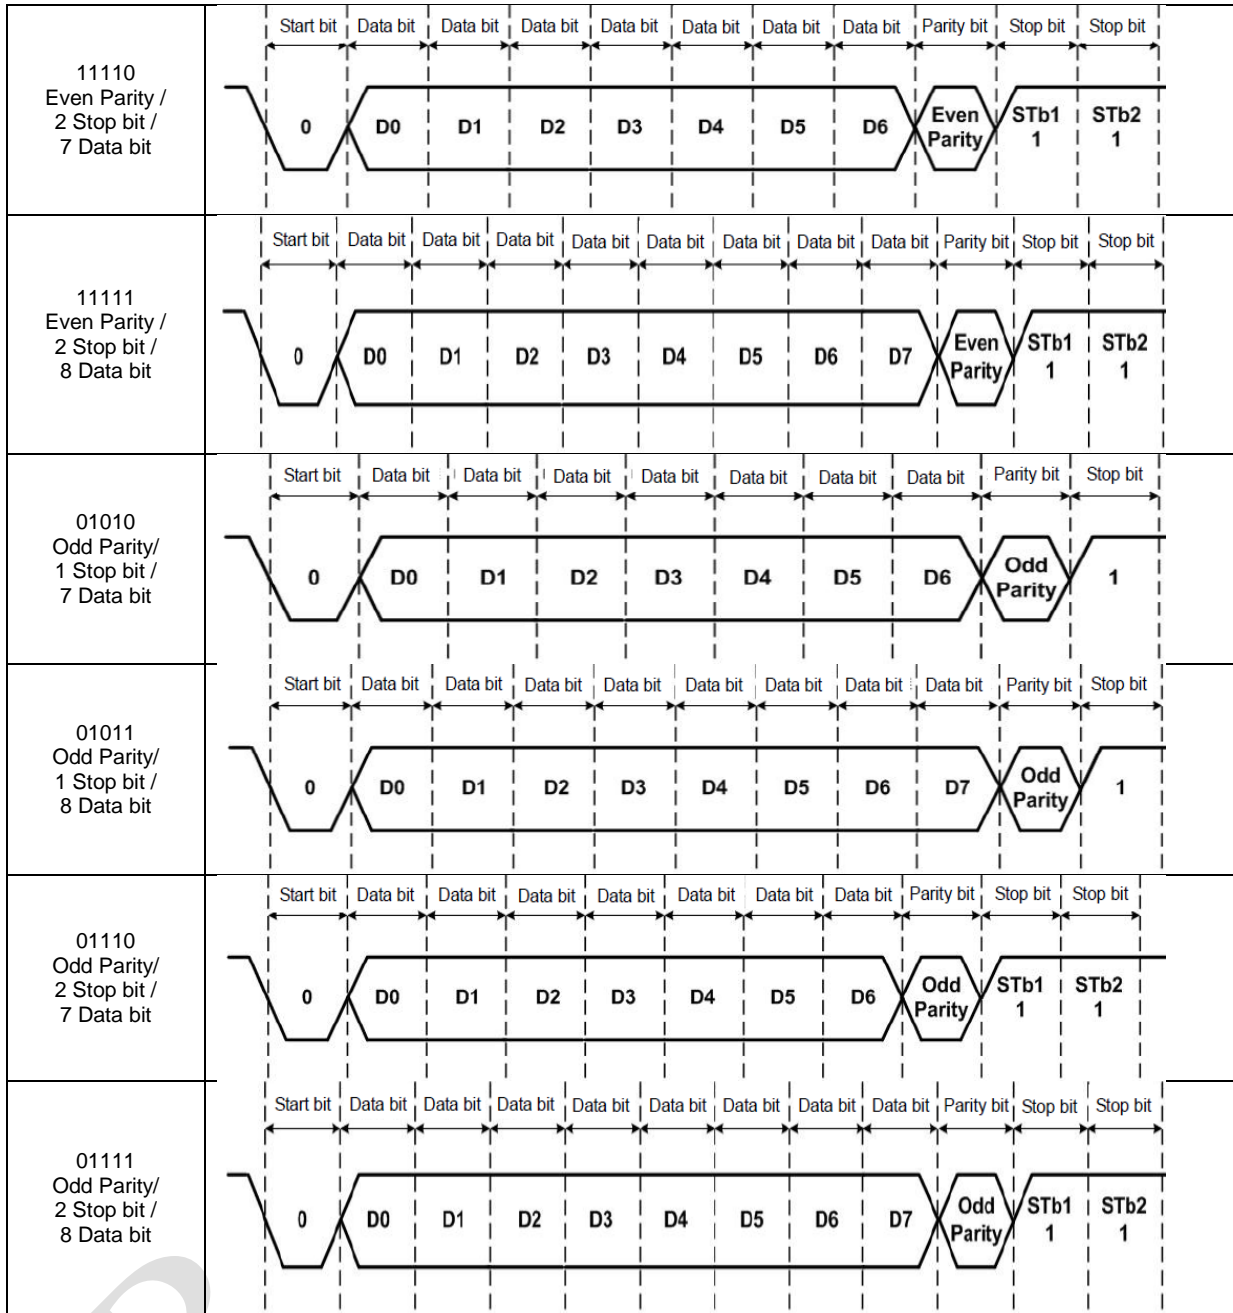 Start bit Data bit Data bit Data bit Data bit Data bit Data bit Data bit Parity bit Stop bit Stop bit
11110
Even Parity /
2 Stop bit /
7 Data bit
0 D0 D1 D2 D3 D4 D5 D6 Even Parity STb1 1 STb2 1
Start bit Data bit Data bit Data bit Data bit Data bit Data bit Data bit Data bit Parity bit Stop bit Stop bit
11111
Even Parity /
2 Stop bit /
8 Data bit
0 D0 D1 D2 D3 D4 D5 D6 D7 Even Parity STb1 1 STb2 1
Start bit Data bit Data bit Data bit Data bit Data bit Data bit Data bit Parity bit Stop bit
01010
Odd Parity/
1 Stop bit /
7 Data bit
0 D0 D1 D2 D3 D4 D5 D6 Odd Parity 1
Start bit Data bit Data bit Data bit Data bit Data bit Data bit Data bit Data bit Parity bit Stop bit
01011
Odd Parity/
1 Stop bit /
8 Data bit
0 D0 D1 D2 D3 D4 D5 D6 D7 Odd Parity 1
Start bit Data bit Data bit Data bit Data bit Data bit Data bit Data bit Parity bit Stop bit Stop bit
01110
Odd Parity/
2 Stop bit /
7 Data bit
0 D0 D1 D2 D3 D4 D5 D6 Odd Parity STb1 1 STb2 1
Start bit Data bit Data bit Data bit Data bit Data bit Data bit Data bit Data bit Parity bit Stop bit Stop bit
01111
Odd Parity/
2 Stop bit /
8 Data bit
0 D0 D1 D2 D3 D4 D5 D6 D7 Odd Parity STb1 1 STb2 1